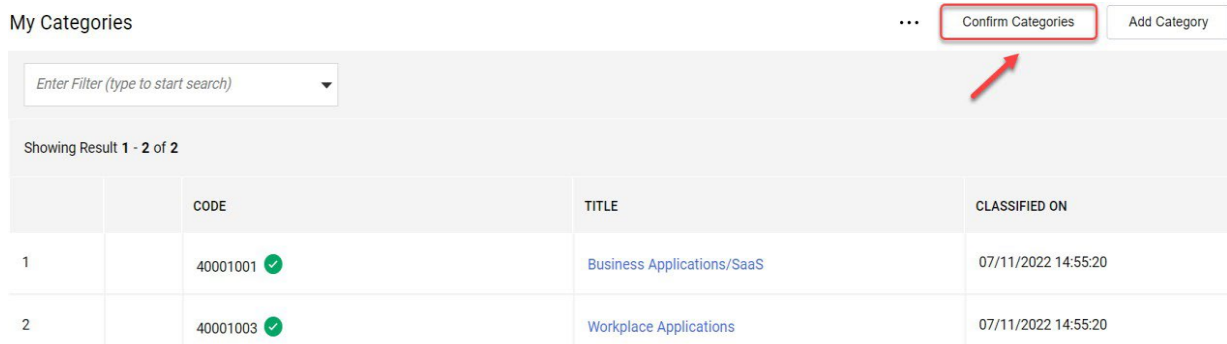 My Categories
... Confirm Categories Add Category
Enter Filter (type to start search)
Showing Result 1 - 2 of 2
CODE TITLE CLASSIFIED ON
1 40001001 Business Applications/SaaS 07/11/2022 14:55:20
2 40001003 Workplace Applications 07/11/2022 14:55:20